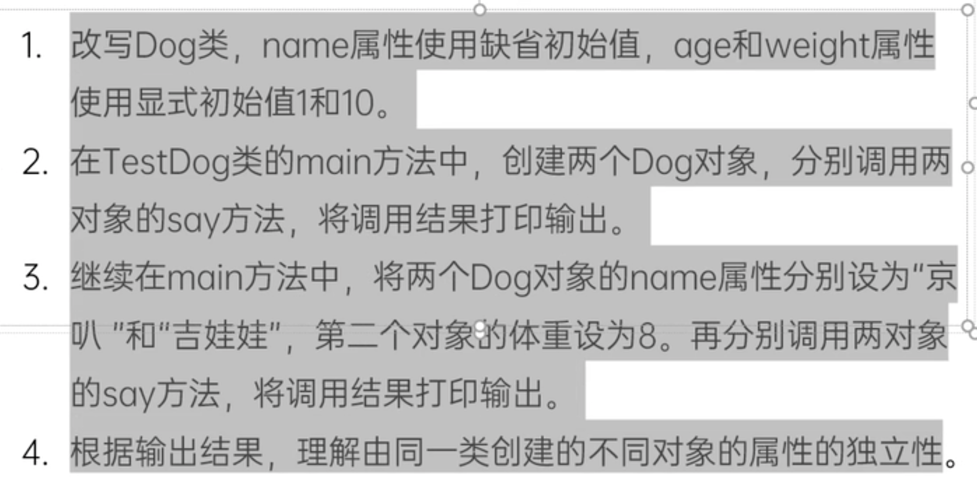 1. 改写Dog类，name属性使用缺省初始值，age和weight属性
使用显式初始值1和10。
2. 在TestDog类的main方法中，创建两个Dog对象，分别调用两
对象的say方法，将调用结果打印输出。
3. 继续在main方法中，将两个Dog对象的name属性分别设为“京
叭 ”和“吉娃娃”，第二个对象的体重设为8。再分别调用两对象
的say方法，将调用结果打印输出。
4. 根据输出结果，理解由同一类创建的不同对象的属性的独立性。